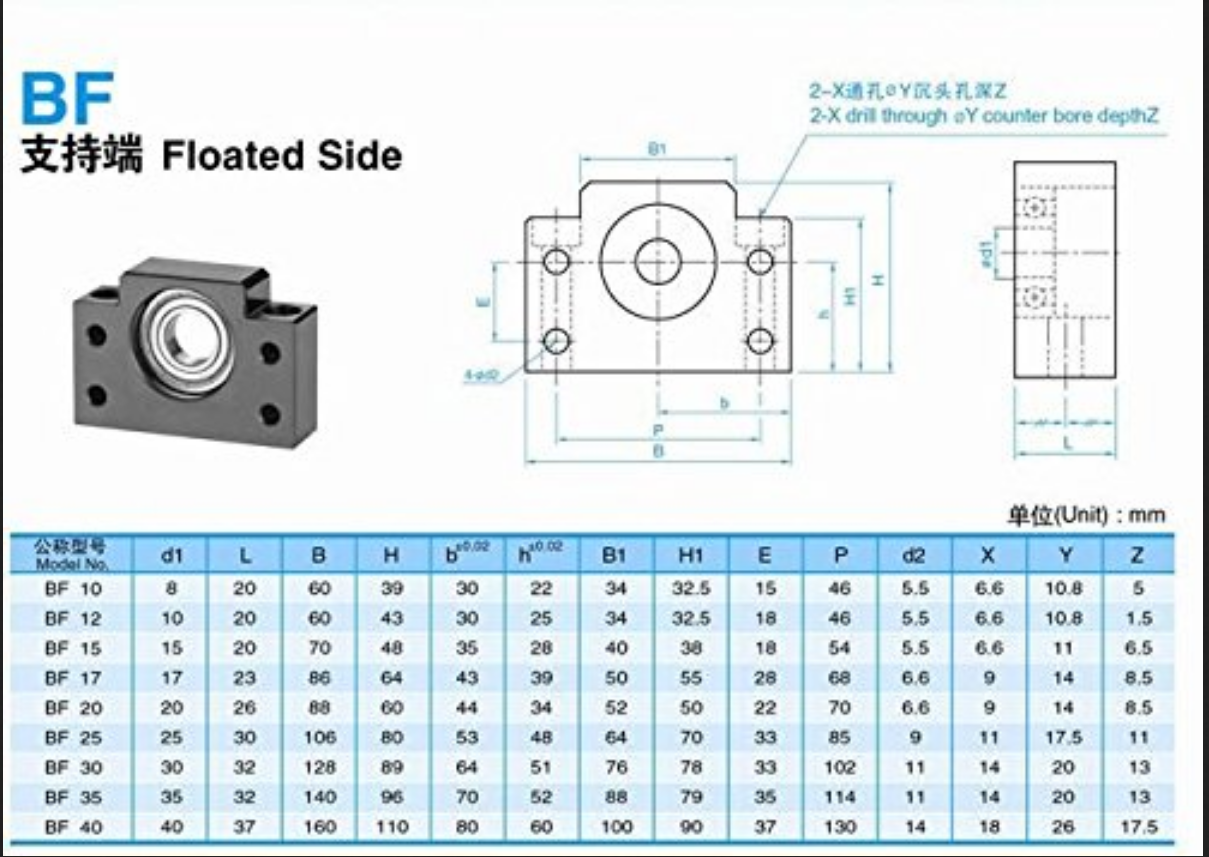 BF
支持端 Floated Side
2-X通孔⌀Y沉头孔深Z
2-X drill through ⌀Y counter bore depthZ
B1
⌀d1
E
h
H1
H
4-⌀d2
b
P
B
L
单位(Unit) : mm
公称型号 Model No. d1 L B H b±0.02 h±0.02 B1 H1 E P d2 X Y Z
BF 10 8 20 60 39 30 22 34 32.5 15 46 5.5 6.6 10.8 5
BF 12 10 20 60 43 30 25 34 32.5 18 46 5.5 6.6 10.8 1.5
BF 15 15 20 70 48 35 28 40 38 18 54 5.5 6.6 11 6.5
BF 17 17 23 86 64 43 39 50 55 28 68 6.6 9 14 8.5
BF 20 20 26 88 60 44 34 52 50 22 70 6.6 9 14 8.5
BF 25 25 30 106 80 53 48 64 70 33 85 9 11 17.5 11
BF 30 30 32 128 89 64 51 76 78 33 102 11 14 20 13
BF 35 35 32 140 96 70 52 88 79 35 114 11 14 20 13
BF 40 40 37 160 110 80 60 100 90 37 130 14 18 26 17.5